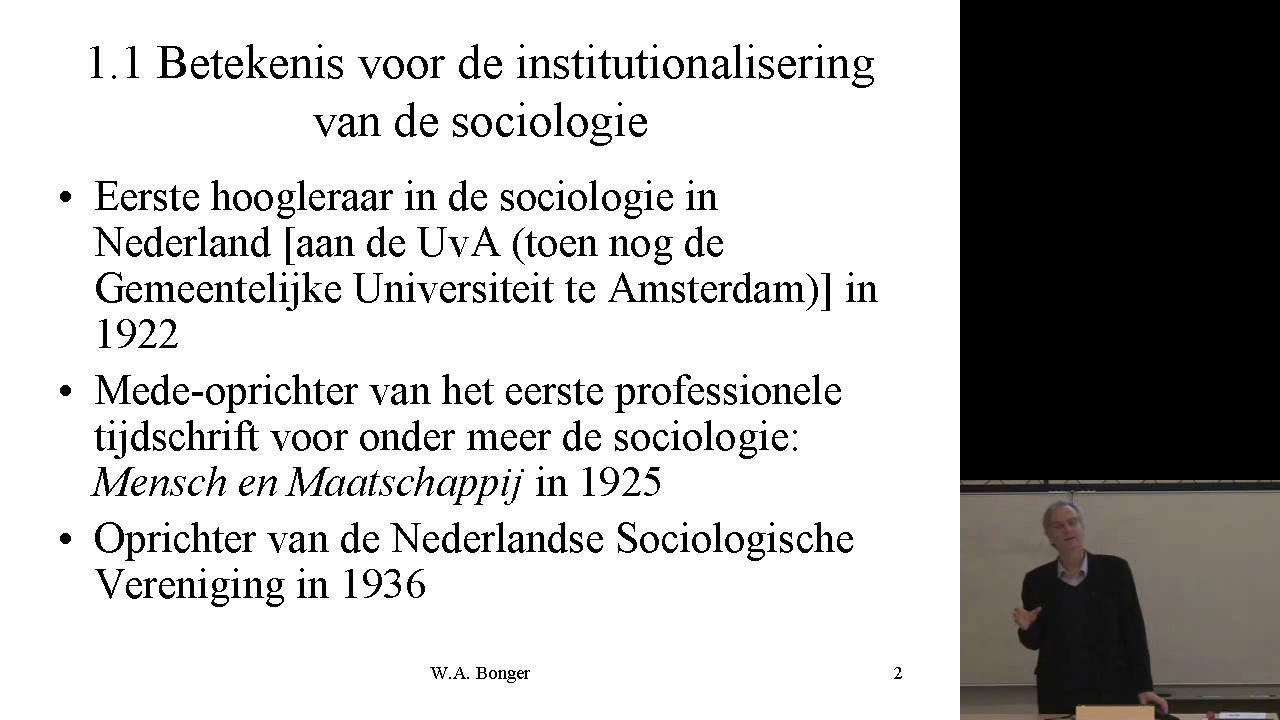 1.1 Betekenis voor de institutionalisering
van de sociologie
• Eerste hoogleraar in de sociologie in
Nederland [aan de UvA (toen nog de
Gemeentelijke Universiteit te Amsterdam)] in
1922
• Mede-oprichter van het eerste professionele
tijdschrift voor onder meer de sociologie:
Mensch en Maatschappij in 1925
• Oprichter van de Nederlandse Sociologische
Vereniging in 1936
W.A. Bonger
2